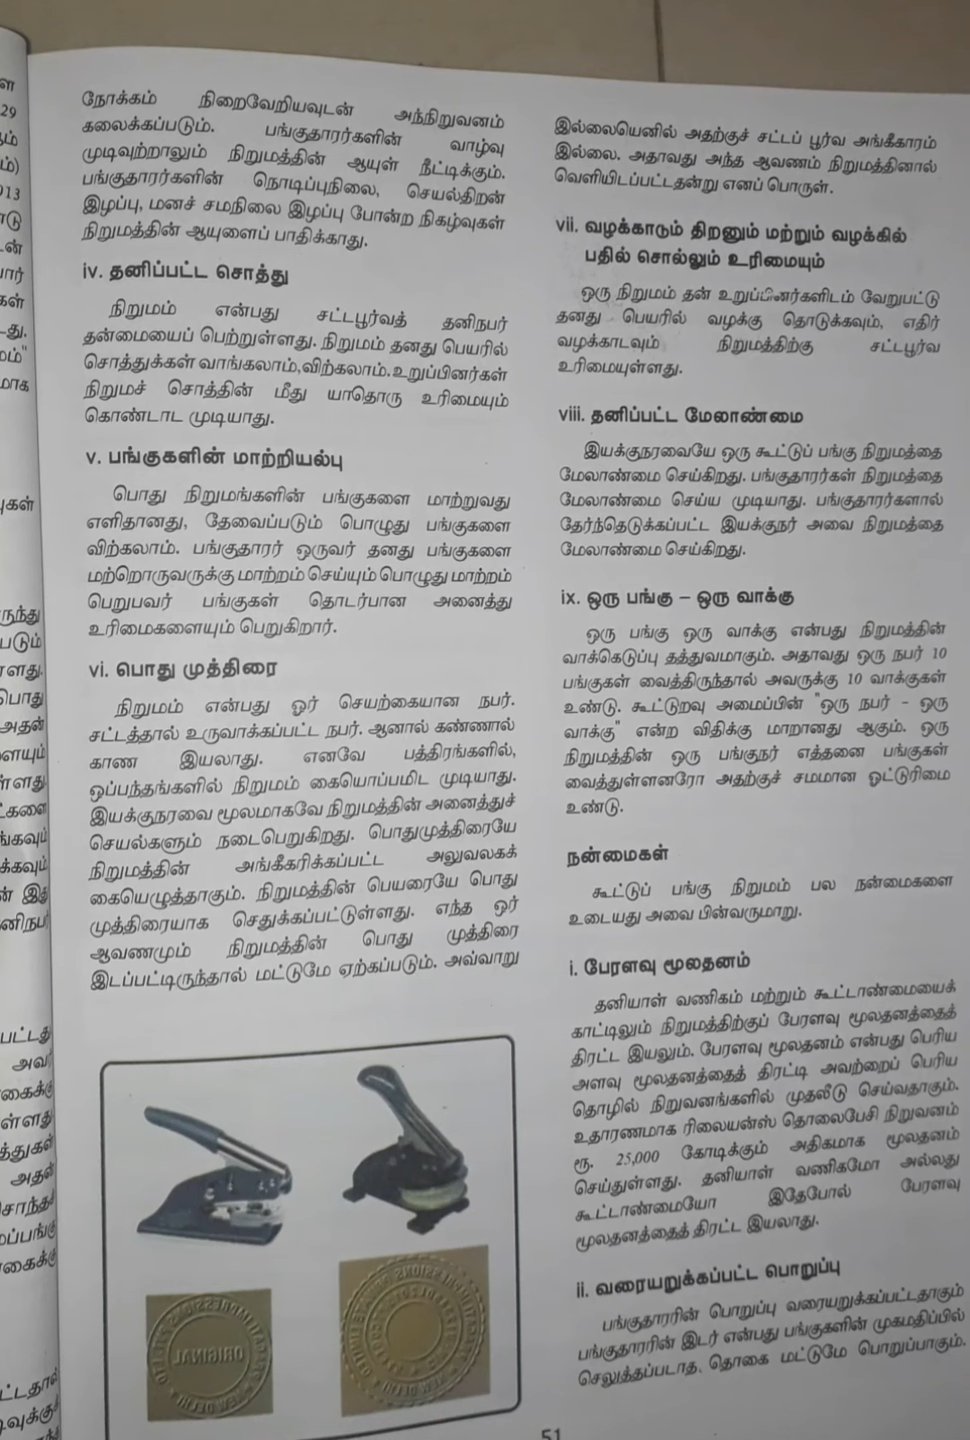 நோக்கம் நிறைவேறியவுடன் அந்நிறுவனம்
கலைக்கப்படும். பங்குதாரர்களின் வாழ்வு
முடிவுற்றாலும் நிறுமத்தின் ஆயுள் நீட்டிக்கும்.
பங்குதாரர்களின் நொடிப்புநிலை, செயல்திறன்
இழப்பு, மனச் சமநிலை இழப்பு போன்ற நிகழ்வுகள்
நிறுமத்தின் ஆயுளைப் பாதிக்காது.
iv. தனிப்பட்ட சொத்து
நிறுமம் என்பது சட்டபூர்வத் தனிநபர்
தன்மையைப் பெற்றுள்ளது. நிறுமம் தனது பெயரில்
சொத்துக்கள் வாங்கலாம்,விற்கலாம்.உறுப்பினர்கள்
நிறுமச் சொத்தின் மீது யாதொரு உரிமையும்
கொண்டாட முடியாது.
v. பங்குகளின் மாற்றியல்பு
பொது நிறுமங்களின் பங்குகளை மாற்றுவது
எளிதானது, தேவைப்படும் பொழுது பங்குகளை
விற்கலாம். பங்குதாரர் ஒருவர் தனது பங்குகளை
மற்றொருவருக்கு மாற்றம் செய்யும் பொழுது மாற்றம்
பெறுபவர் பங்குகள் தொடர்பான அனைத்து
உரிமைகளையும் பெறுகிறார்.
vi. பொது முத்திரை
நிறுமம் என்பது ஓர் செயற்கையான நபர்.
சட்டத்தால் உருவாக்கப்பட்ட நபர். ஆனால் கண்ணால்
காண இயலாது. எனவே பத்திரங்களில்,
ஒப்பந்தங்களில் நிறுமம் கையொப்பமிட முடியாது.
இயக்குநரவை மூலமாகவே நிறுமத்தின் அனைத்துச்
செயல்களும் நடைபெறுகிறது. பொதுமுத்திரையே
நிறுமத்தின் அங்கீகரிக்கப்பட்ட அலுவலகக்
கையெழுத்தாகும். நிறுமத்தின் பெயரையே பொது
முத்திரையாக செதுக்கப்பட்டுள்ளது. எந்த ஒர்
ஆவணமும் நிறுமத்தின் பொது முத்திரை
இடப்பட்டிருந்தால் மட்டுமே ஏற்கப்படும். அவ்வாறு
ORIGINAL
NEW DELHI
NEW DELHI
இல்லையெனில் அதற்குச் சட்டப் பூர்வ அங்கீகாரம்
இல்லை. அதாவது அந்த ஆவணம் நிறுமத்தினால்
வெளியிடப்பட்டதன்று எனப் பொருள்.
vii. வழக்காடும் திறனும் மற்றும் வழக்கில்
பதில் சொல்லும் உரிமையும்
ஒரு நிறுமம் தன் உறுப்பினர்களிடம் வேறுபட்டு
தனது பெயரில் வழக்கு தொடுக்கவும், எதிர்
வழக்காடவும் நிறுமத்திற்கு சட்டபூர்வ
உரிமையுள்ளது.
viii. தனிப்பட்ட மேலாண்மை
இயக்குநரவையே ஒரு கூட்டுப் பங்கு நிறுமத்தை
மேலாண்மை செய்கிறது. பங்குதாரர்கள் நிறுமத்தை
மேலாண்மை செய்ய முடியாது. பங்குதாரர்களால்
தேர்ந்தெடுக்கப்பட்ட இயக்குநர் அவை நிறுமத்தை
மேலாண்மை செய்கிறது.
ix. ஒரு பங்கு – ஒரு வாக்கு
ஒரு பங்கு ஒரு வாக்கு என்பது நிறுமத்தின்
வாக்கெடுப்பு தத்துவமாகும். அதாவது ஒரு நபர் 10
பங்குகள் வைத்திருந்தால் அவருக்கு 10 வாக்குகள்
உண்டு. கூட்டுறவு அமைப்பின் "ஒரு நபர் - ஒரு
வாக்கு" என்ற விதிக்கு மாறானது ஆகும். ஒரு
நிறுமத்தின் ஒரு பங்குநர் எத்தனை பங்குகள்
வைத்துள்ளனரோ அதற்குச் சமமான ஓட்டுரிமை
உண்டு.
நன்மைகள்
கூட்டுப் பங்கு நிறுமம் பல நன்மைகளை
உடையது அவை பின்வருமாறு.
i. பேரளவு மூலதனம்
தனியாள் வணிகம் மற்றும் கூட்டாண்மையைக்
காட்டிலும் நிறுமத்திற்குப் பேரளவு மூலதனத்தைத்
திரட்ட இயலும். பேரளவு மூலதனம் என்பது பெரிய
அளவு மூலதனத்தைத் திரட்டி அவற்றைப் பெரிய
தொழில் நிறுவனங்களில் முதலீடு செய்வதாகும்.
உதாரணமாக ரிலையன்ஸ் தொலைபேசி நிறுவனம்
ரூ. 25,000 கோடிக்கும் அதிகமாக மூலதனம்
செய்துள்ளது. தனியாள் வணிகமோ அல்லது
கூட்டாண்மையோ இதேபோல் பேரளவு
மூலதனத்தைத் திரட்ட இயலாது.
ii. வரையறுக்கப்பட்ட பொறுப்பு
பங்குதாரரின் பொறுப்பு வரையறுக்கப்பட்டதாகும்
பங்குதாரரின் இடர் என்பது பங்குகளின் முகமதிப்பில்
செலுத்தப்படாத, தொகை மட்டுமே பொறுப்பாகும்.
51